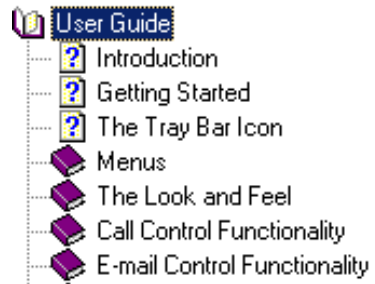 User Guide
Introduction
Getting Started
The Tray Bar Icon
Menus
The Look and Feel
Call Control Functionality
E-mail Control Functionality